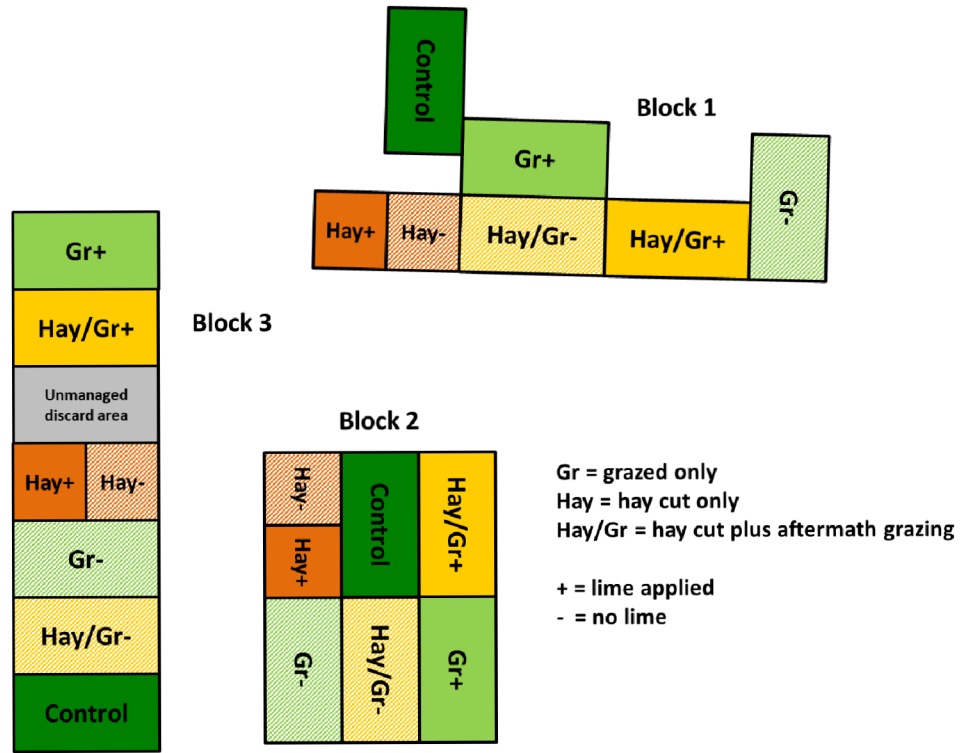 Control
Block 1
Gr+
Gr-
Hay+
Hay-
Hay/Gr-
Hay/Gr+
Gr+
Hay/Gr+
Block 3
Unmanaged
discard area
Hay+
Hay-
Gr-
Hay/Gr-
Control
Block 2
Hay-
Control
Hay/Gr+
Hay+
Gr-
Hay/Gr-
Gr+
Gr = grazed only
Hay = hay cut only
Hay/Gr = hay cut plus aftermath grazing
+ = lime applied
- = no lime